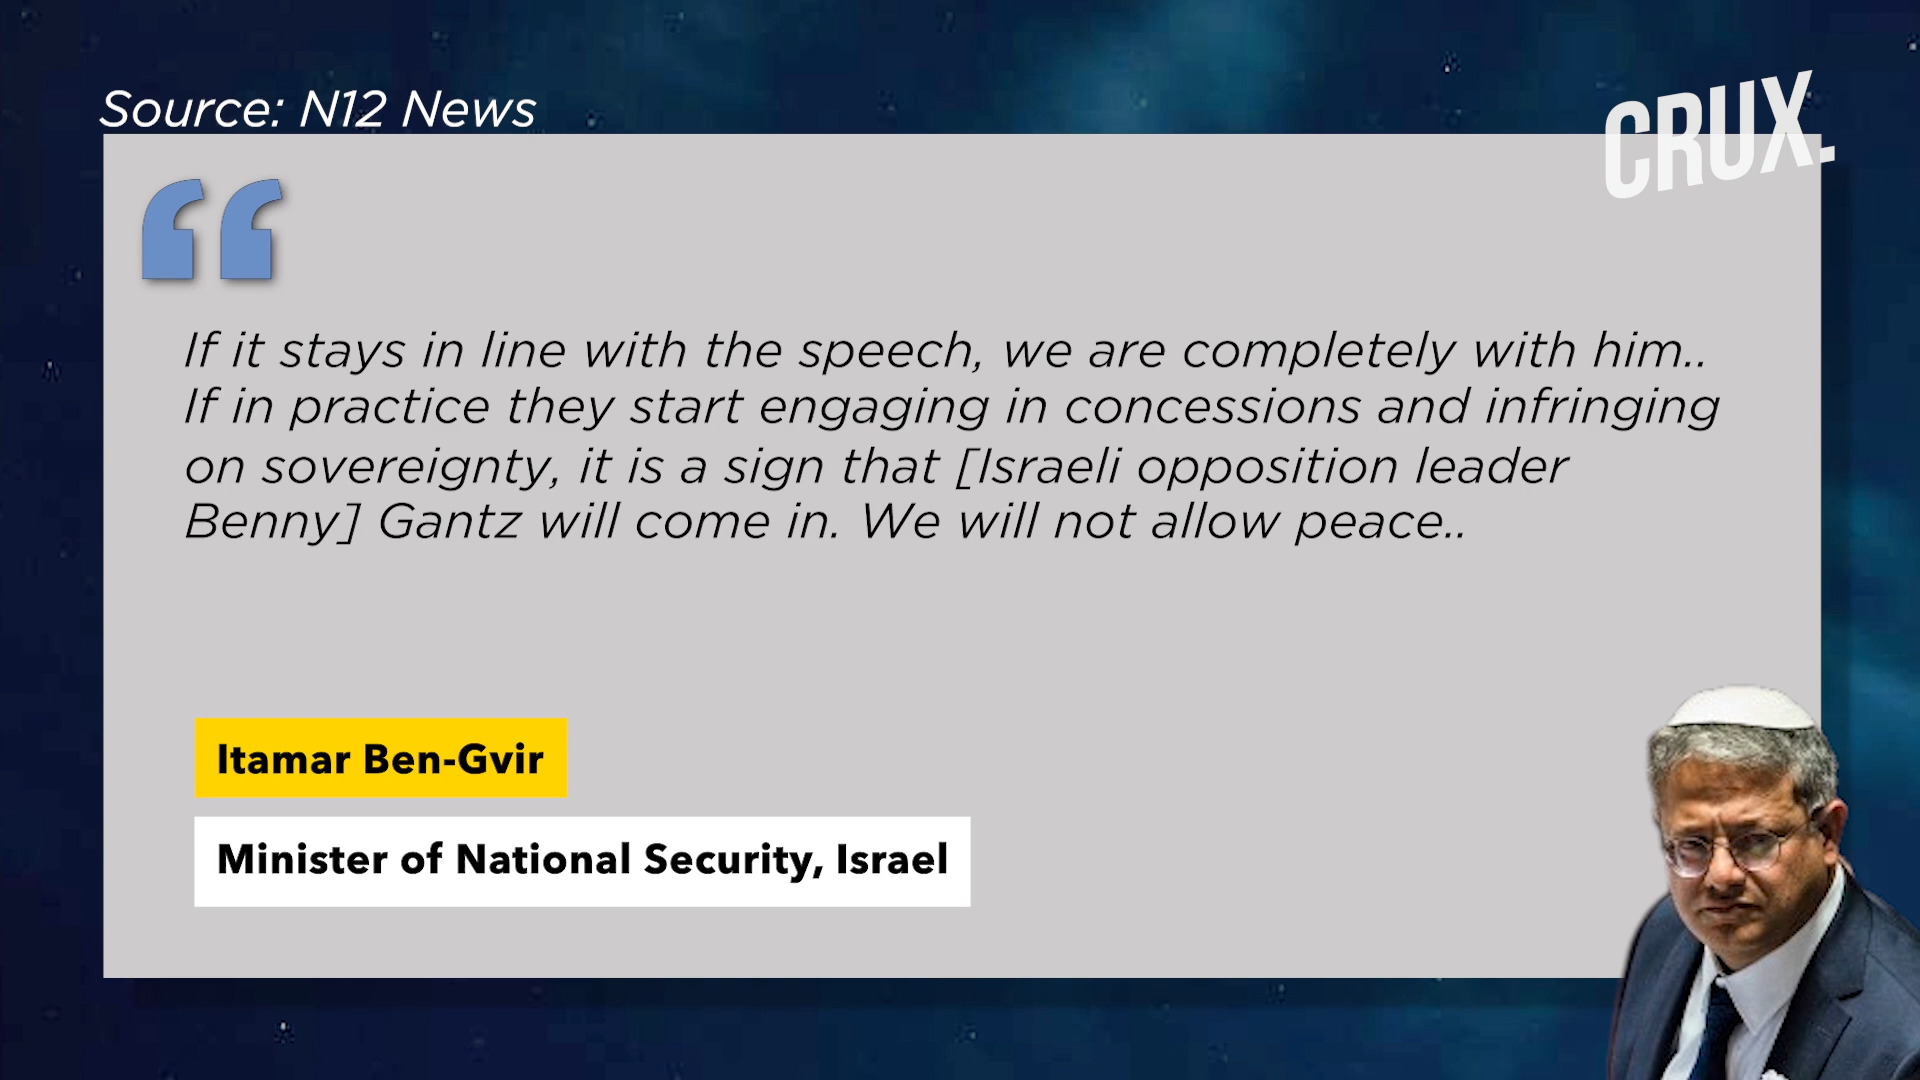 Source: N12 News
CRUX.
“
If it stays in line with the speech, we are completely with him..
If in practice they start engaging in concessions and infringing
on sovereignty, it is a sign that [Israeli opposition leader
Benny] Gantz will come in. We will not allow peace..
Itamar Ben-Gvir
Minister of National Security, Israel